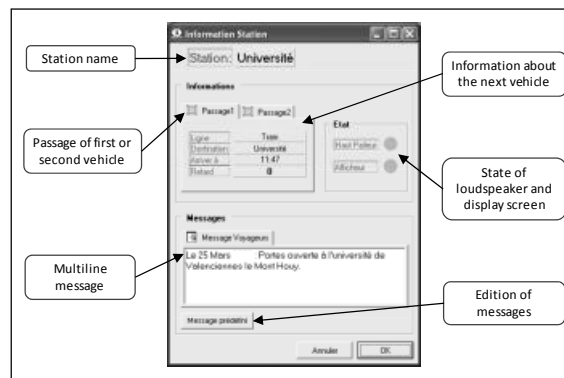 Information Station
Station name
Station: Université
Information about
the next vehicle
Informations
Passage1
Passage2
Passage of first or
second vehicle
Ligne
Tram
Destination
Université
Arrivée à
11:47
Retard
0
Etat
Haut Parleur
Afficheur
State of
loudspeaker and
display screen
Messages
Message Voyageurs
Multiline
message
Le 25 Mars : Portes ouverte à l'université de
Valenciennes le Mont Houy.
Message prédéfini
Edition of
messages
Annuler
OK